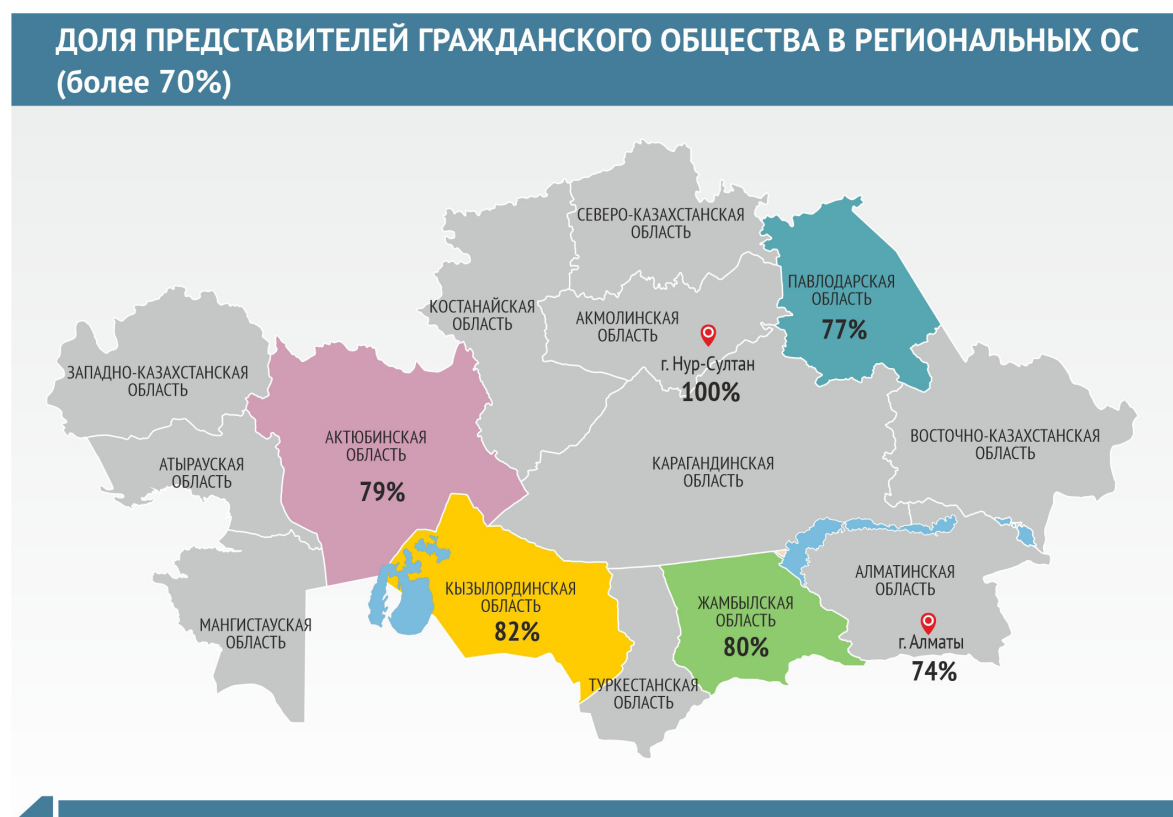 ДОЛЯ ПРЕДСТАВИТЕЛЕЙ ГРАЖДАНСКОГО ОБЩЕСТВА В РЕГИОНАЛЬНЫХ ОС
(более 70%)
СЕВЕРО-КАЗАХСТАНСКАЯ
ОБЛАСТЬ
ПАВЛОДАРСКАЯ
ОБЛАСТЬ
77%
КОСТАНАЙСКАЯ
ОБЛАСТЬ
АКМОЛИНСКАЯ
ОБЛАСТЬ
г. Нур-Султан
100%
ЗАПАДНО-КАЗАХСТАНСКАЯ
ОБЛАСТЬ
АКТЮБИНСКАЯ
ОБЛАСТЬ
79%
ВОСТОЧНО-КАЗАХСТАНСКАЯ
ОБЛАСТЬ
АТЫРАУСКАЯ
ОБЛАСТЬ
КАРАГАНДИНСКАЯ
ОБЛАСТЬ
АЛМАТИНСКАЯ
ОБЛАСТЬ
г. Алматы
74%
КЫЗЫЛОРДИНСКАЯ
ОБЛАСТЬ
82%
ЖАМБЫЛСКАЯ
ОБЛАСТЬ
80%
МАНГИСТАУСКАЯ
ОБЛАСТЬ
ТУРКЕСТАНСКАЯ
ОБЛАСТЬ